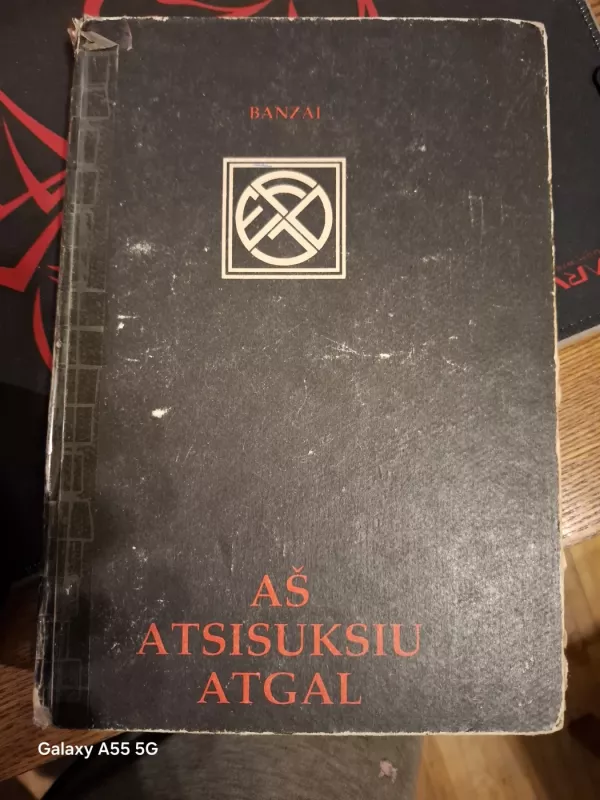 BANZAI
AŠ
ATSISUKSIU
ATGAL
Galaxy A55 5G